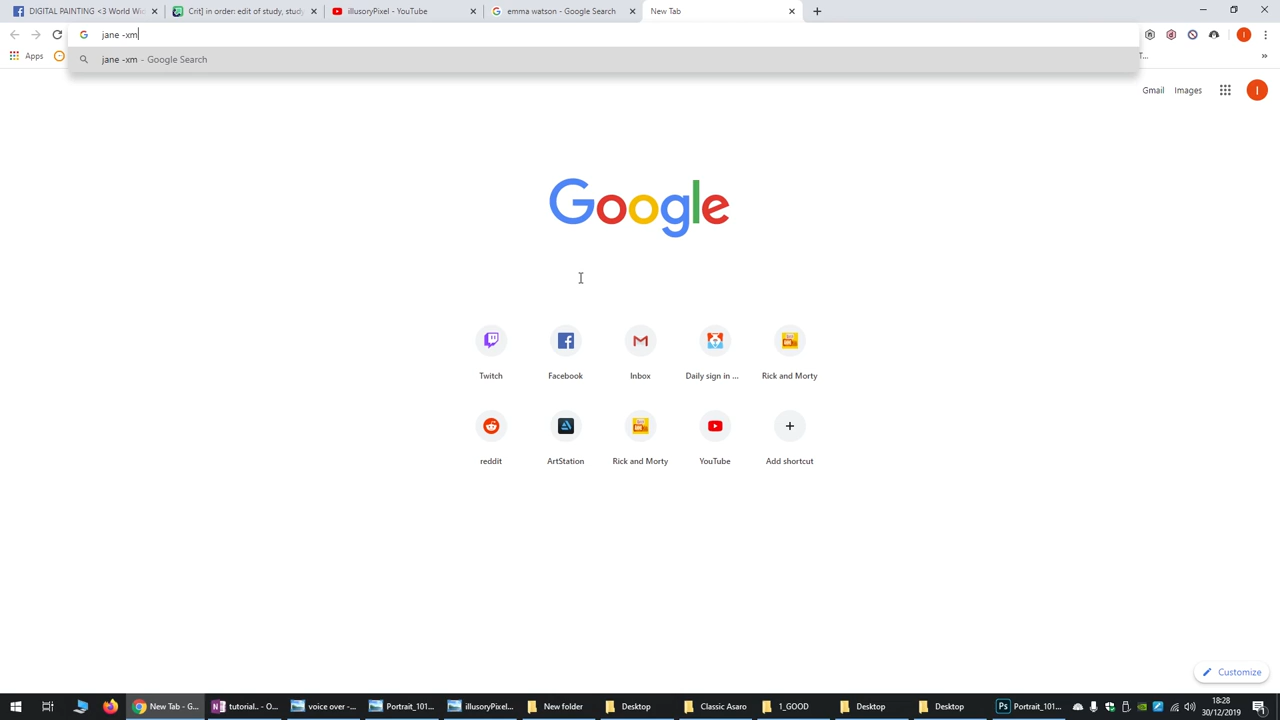 DIGITAL PAINTING <3 World Wi
Crit] in order: edit of study, study
illusoryPixel - YouTube
emma watson - Google Search
New Tab
jane -xm
Apps
jane -xm - Google Search
T...
Gmail
Images
I
I
Google
Twitch
Facebook
Inbox
Daily sign in ...
Rick and Morty
reddit
ArtStation
Rick and Morty
YouTube
Add shortcut
Customize
New Tab - G...
tutorial.. - O...
voice over -...
Portrait_101...
illusoryPixel...
New folder
Desktop
Classic Asaro
1_GOOD
Desktop
Desktop
Portrait_101...
18:28
30/12/2019